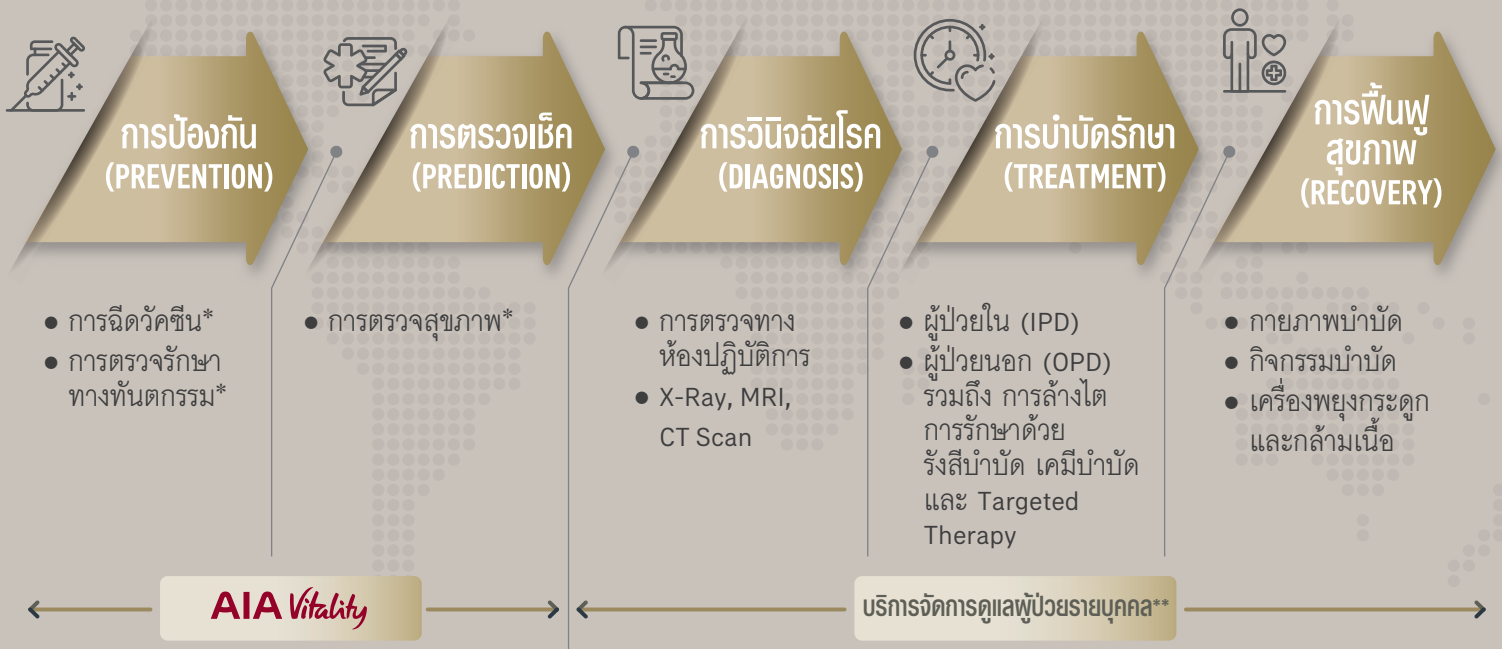 การป้องกัน
(PREVENTION)
การตรวจเช็ค
(PREDICTION)
การวินิจฉัยโรค
(DIAGNOSIS)
การบำบัดรักษา
(TREATMENT)
การฟื้นฟู
สุขภาพ
(RECOVERY)
● การฉีดวัคซีน*
● การตรวจรักษา
ทางทันตกรรม*
● การตรวจสุขภาพ*
● การตรวจทาง
ห้องปฏิบัติการ
● X-Ray, MRI,
CT Scan
● ผู้ป่วยใน (IPD)
● ผู้ป่วยนอก (OPD)
รวมถึง การล้างไต
การรักษาด้วย
รังสีบำบัด เคมีบำบัด
และ Targeted
Therapy
● กายภาพบำบัด
● กิจกรรมบำบัด
● เครื่องพยุงกระดูก
และกล้ามเนื้อ
AIA Vitality
บริการจัดการดูแลผู้ป่วยรายบุคคล**